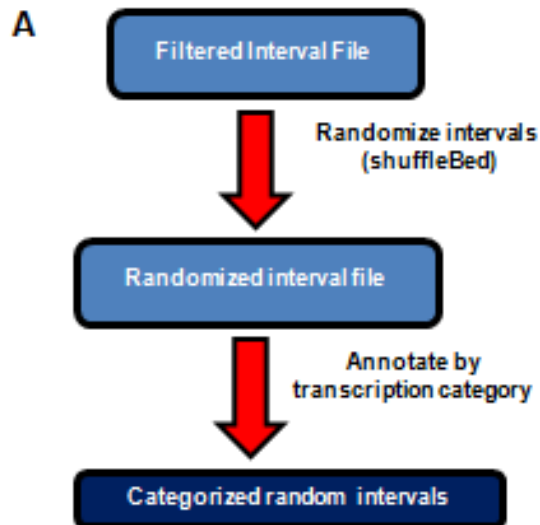 A
Filtered Interval File
Randomize intervals
(shuffleBed)
Randomized interval file
Annotate by
transcription category
Categorized random intervals